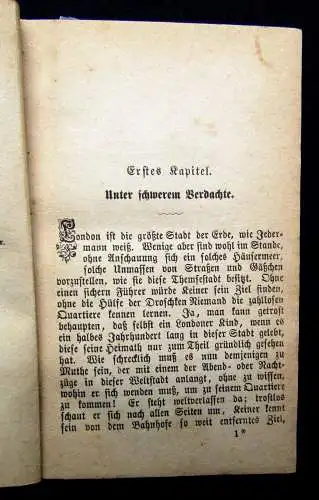 Erstes Kapitel.
Unter schwerem Verdachte.
London ist die größte Stadt der Erde, wie Jeder-
mann weiß. Wenige aber sind wohl im Stande,
ohne Anschauung sich ein solches Häusermeer,
solche Unmassen von Straßen und Gäßchen
vorzustellen, wie sie diese Themsestadt besitzt. Ohne
einen sichern Führer würde Keiner sein Ziel finden,
ohne die Hülfe der Droschken Niemand die zahllosen
Quartiere kennen lernen. Ja, man kann getrost
behaupten, daß selbst ein Londoner Kind, wenn es
ein halbes Jahrhundert lang in dieser Stadt gelebt,
diese seine Heimath nur zum Theil gründlich gesehen
hat. Wie schrecklich muß es nun demjenigen zu
Muthe sein, der mit einem der Abend- oder Nacht-
züge in dieser Weltstadt anlangt, ohne zu wissen,
wohin er sich wenden muß, um zu seinem Quartiere
zu kommen! Er steht weltverlassen da; trostlos
schaut er sich nach allen Seiten um, Keiner kennt
sein von dem Bahnhofe so weit entferntes Ziel,
1*